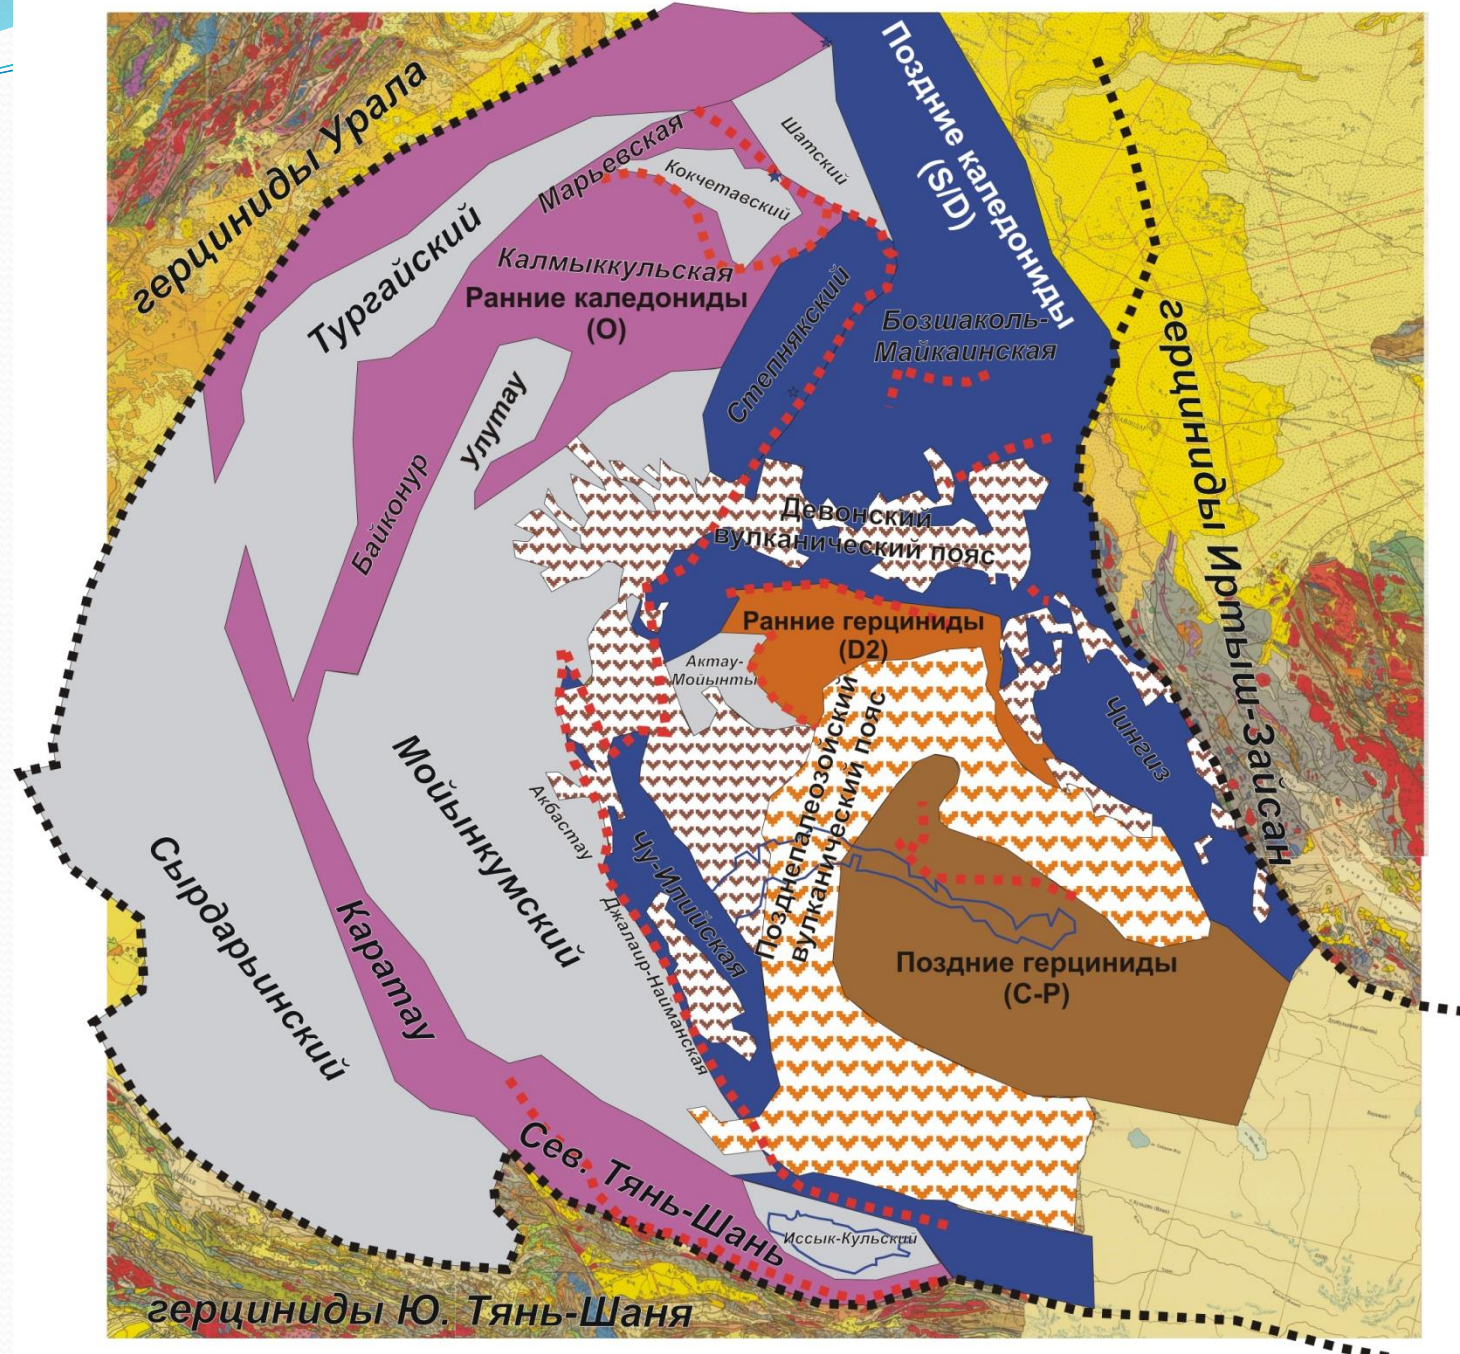 герциниды Урала
Поздние каледониды
(S/D)
Шатский
Марьевская
Кокчетавский
Тургайский
Калмыккульская
Ранние каледониды
(О)
Степнякский
Бозшаколь-
Майкаинская
герциниды Иртыш-Зайсан
Улутау
Байконур
Девонский
вулканический пояс
Ранние герциниды
(D2)
Актау-
Мойынты
Чингиз
Позднепалеозойский
вулканический пояс
Мойынкумский
Акбастау
Чу-Илийская
Джалаир-Найманская
Сырдарьинский
Каратау
Поздние герциниды
(С-Р)
Сев. Тянь-Шань
Иссык-Кульский
герциниды Ю. Тянь-Шаня